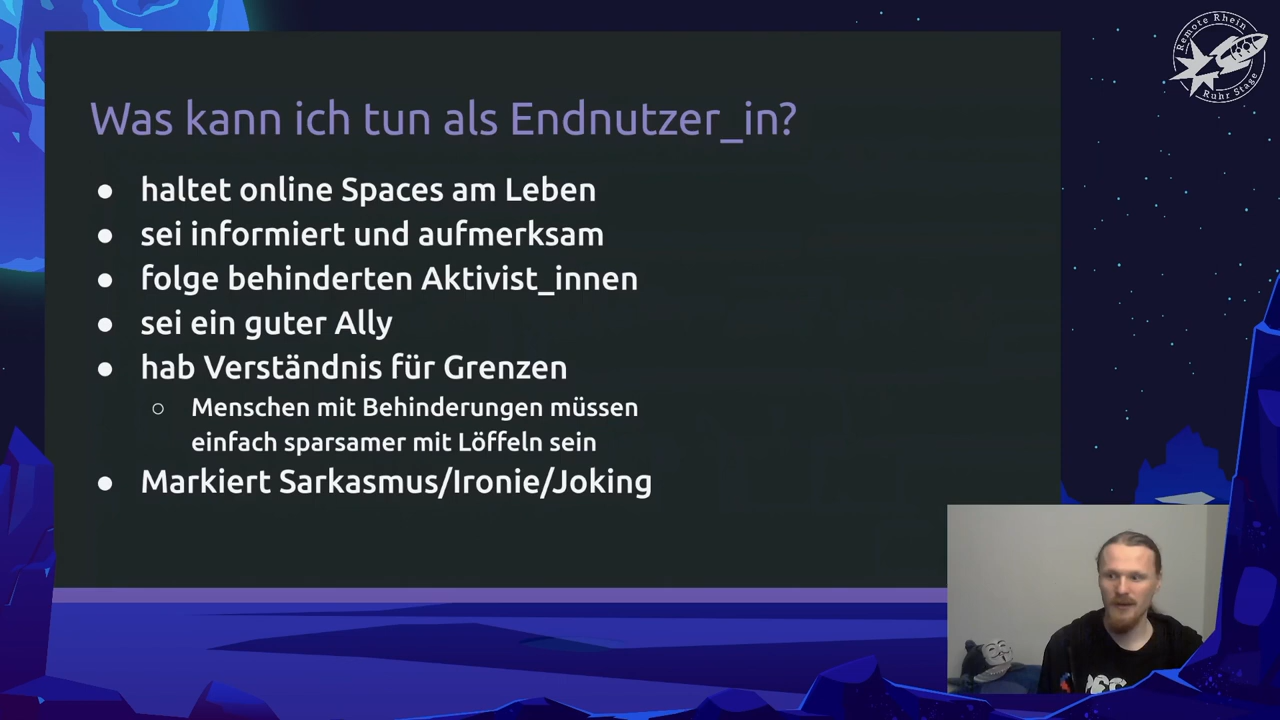 Remote Rhein
Ruhr Stage
Was kann ich tun als Endnutzer_in?
● haltet online Spaces am Leben
● sei informiert und aufmerksam
● folge behinderten Aktivist_innen
● sei ein guter Ally
● hab Verständnis für Grenzen
○ Menschen mit Behinderungen müssen
einfach sparsamer mit Löffeln sein
● Markiert Sarkasmus/Ironie/Joking